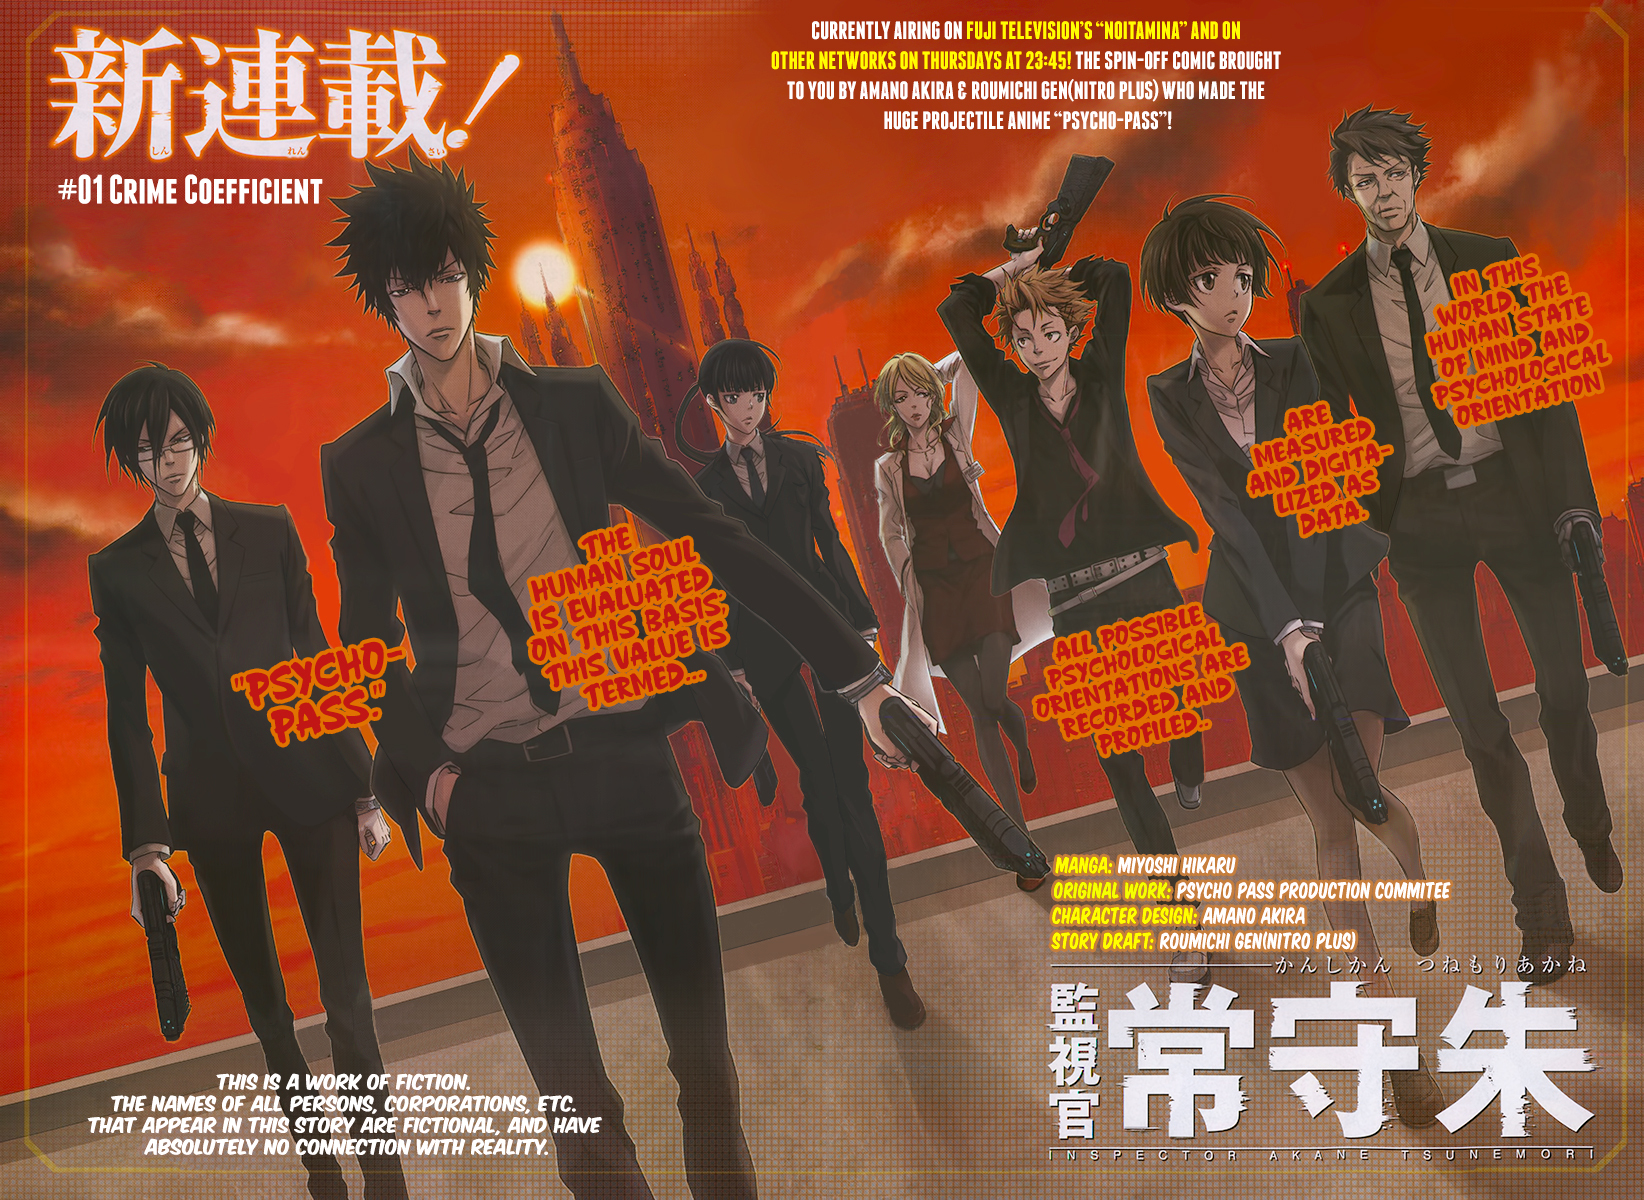 新連載!
しん れん さい
#01 CRIME COEFFICIENT
CURRENTLY AIRING ON FUJI TELEVISION'S "NOITAMINA" AND ON
OTHER NETWORKS ON THURSDAYS AT 23:45! THE SPIN-OFF COMIC BROUGHT
TO YOU BY AMANO AKIRA & ROUMICHI GEN(NITRO PLUS) WHO MADE THE
HUGE PROJECTILE ANIME "PSYCHO-PASS"!
IN THIS
WORLD, THE
HUMAN STATE
OF MIND AND
PSYCHOLOGICAL
ORIENTATION
ARE
MEASURED
AND DIGITA-
LIZED AS
DATA.
ALL POSSIBLE
PSYCHOLOGICAL
ORIENTATIONS ARE
RECORDED AND
PROFILED..
THE
HUMAN SOUL
IS EVALUATED
ON THIS BASIS.
THIS VALUE IS
TERMED...
"PSYCHO-
PASS."
MANGA: MIYOSHI HIKARU
ORIGINAL WORK: PSYCHO PASS PRODUCTION COMMITEE
CHARACTER DESIGN: AMANO AKIRA
STORY DRAFT: ROUMICHI GEN(NITRO PLUS)
かんしかん つねもりあかね
監視官 常守朱
INSPECTOR AKANE TSUNEMORI
THIS IS A WORK OF FICTION.
THE NAMES OF ALL PERSONS, CORPORATIONS, ETC.
THAT APPEAR IN THIS STORY ARE FICTIONAL, AND HAVE
ABSOLUTELY NO CONNECTION WITH REALITY.